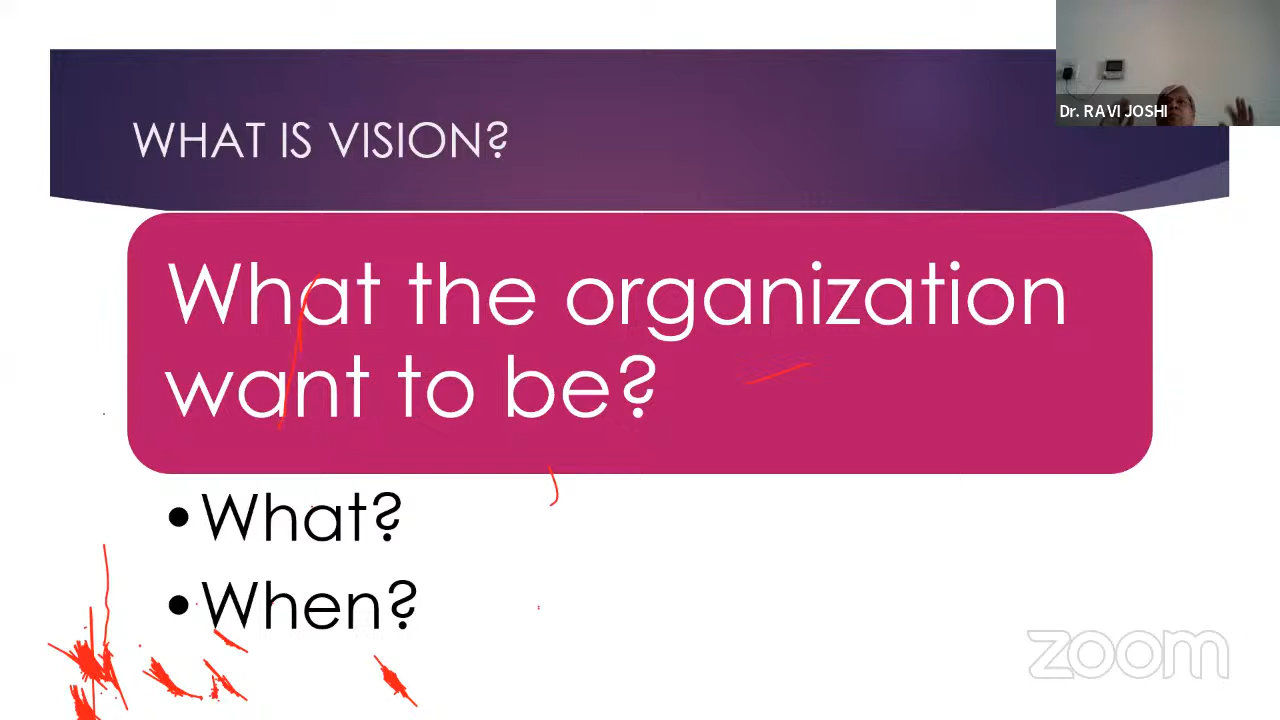 WHAT IS VISION?
Dr. RAVI JOSHI
What the organization
want to be?
•What?
•When?
zoom